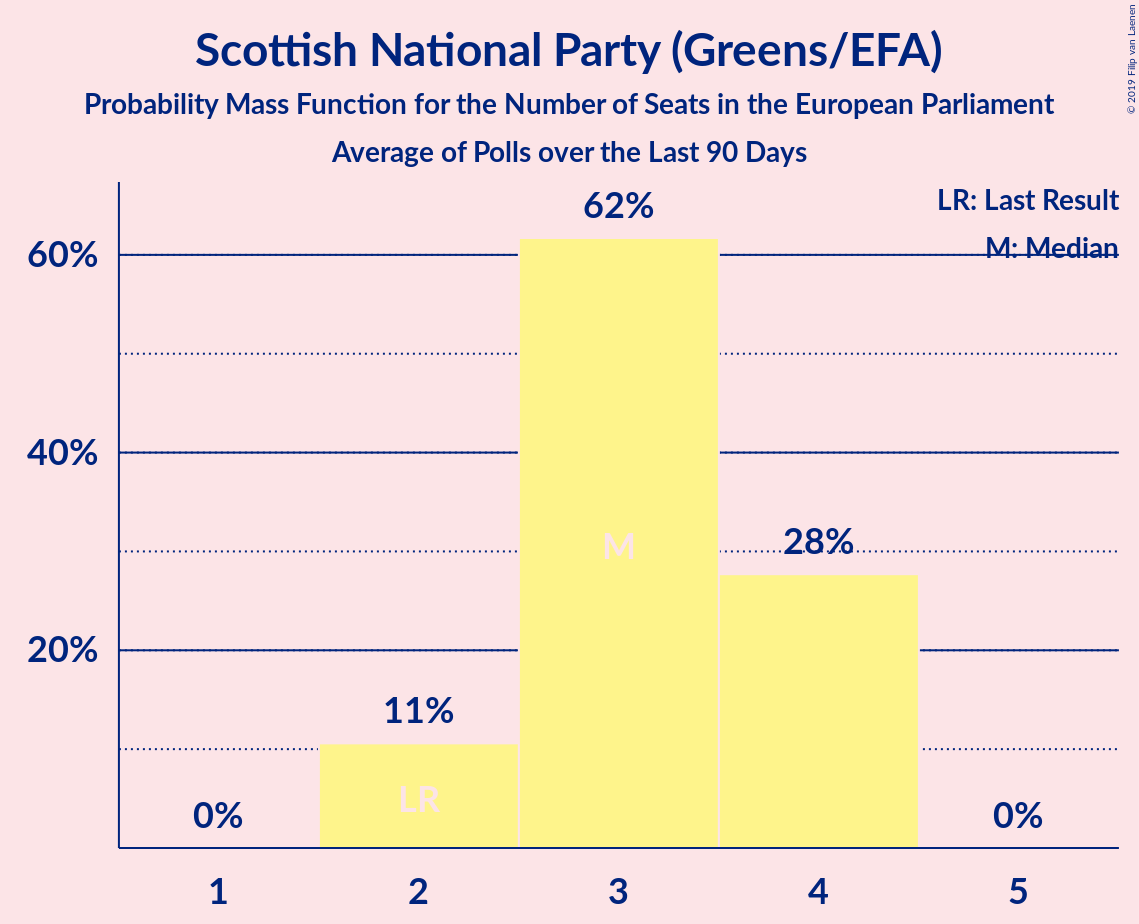 Scottish National Party (Greens/EFA)
Probability Mass Function for the Number of Seats in the European Parliament
Average of Polls over the Last 90 Days
© 2019 Filip van Laenen
LR: Last Result
M: Median
62%
60%
40%
M
28%
20%
11%
LR
0%
0%
1 2 3 4 5